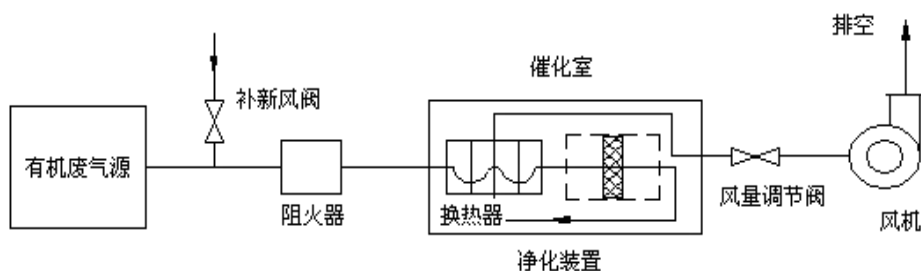 排空
催化室
补新风阀
有机废气源
阻火器
换热器
风量调节阀
风机
净化装置